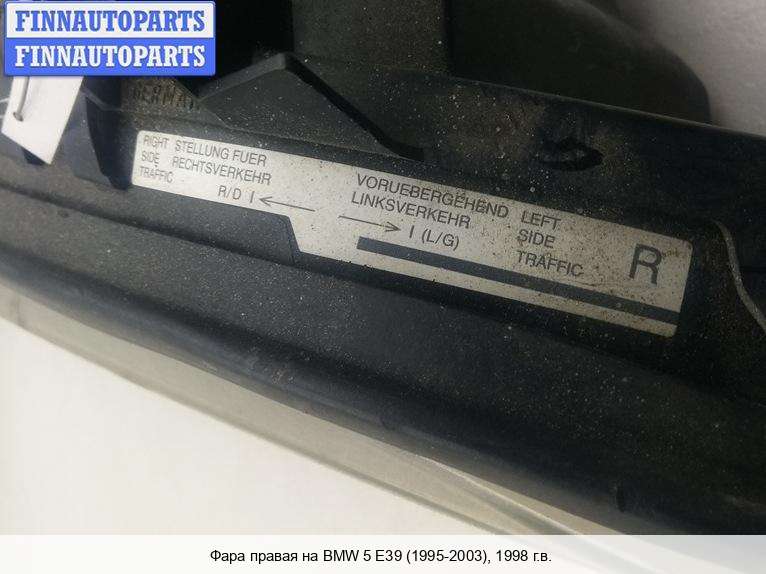 FINNAUTOPARTS
FINNAUTOPARTS
GERMA
RIGHT STELLUNG FUER
SIDE RECHTSVERKEHR
TRAFFIC R/D I
VORUEBERGEHEND LEFT
LINKSVERKEHR SIDE
I (L/G) TRAFFIC
R
Фара правая на BMW 5 E39 (1995-2003), 1998 г.в.